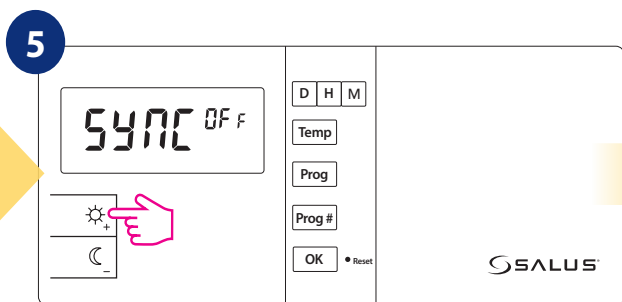 5
SYNC OFF
D H M
Temp
Prog
Prog #
OK Reset
+
-
SALUS